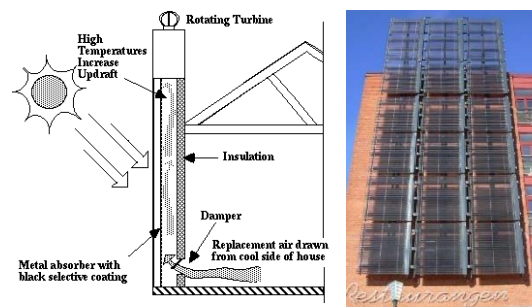 Rotating Turbine
High
Temperatures
Increase
Updraft
Insulation
Damper
Replacement air drawn
from cool side of house
Metal absorber with
black selective coating
Restaurangen